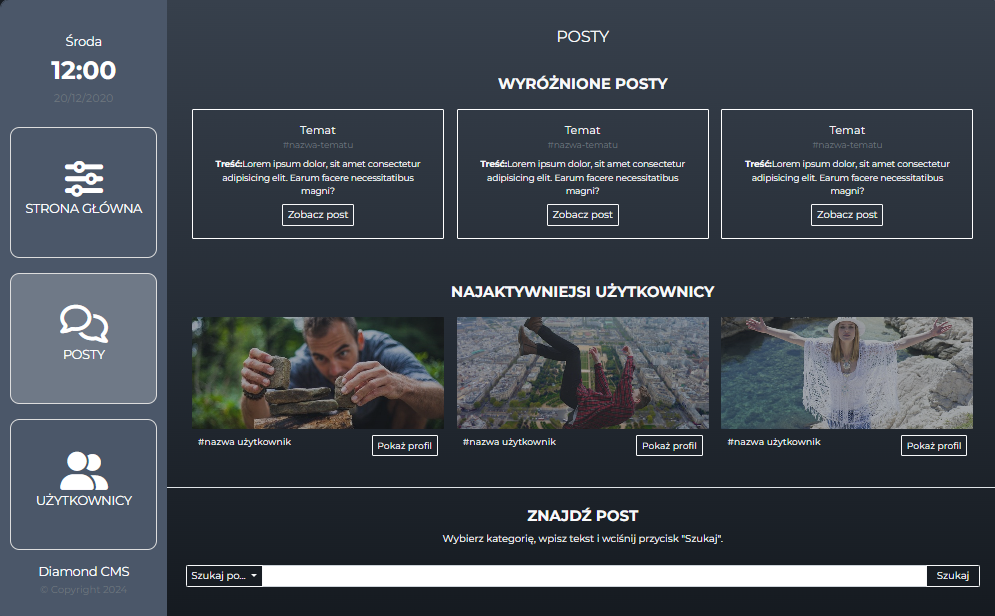 Środa
12:00
20/12/2020
STRONA GŁÓWNA
POSTY
UŻYTKOWNICY
Diamond CMS
© Copyright 2024
POSTY
WYRÓŻNIONE POSTY
Temat
#nazwa-tematu
Treść:Lorem ipsum dolor, sit amet consectetur
adipisicing elit. Earum facere necessitatibus
magni?
Zobacz post
Temat
#nazwa-tematu
Treść:Lorem ipsum dolor, sit amet consectetur
adipisicing elit. Earum facere necessitatibus
magni?
Zobacz post
Temat
#nazwa-tematu
Treść:Lorem ipsum dolor, sit amet consectetur
adipisicing elit. Earum facere necessitatibus
magni?
Zobacz post
NAJAKTYWNIEJSI UŻYTKOWNICY
#nazwa użytkownik
Pokaż profil
#nazwa użytkownik
Pokaż profil
#nazwa użytkownik
Pokaż profil
ZNAJDŹ POST
Wybierz kategorię, wpisz tekst i wciśnij przycisk "Szukaj".
Szukaj po...
Szukaj